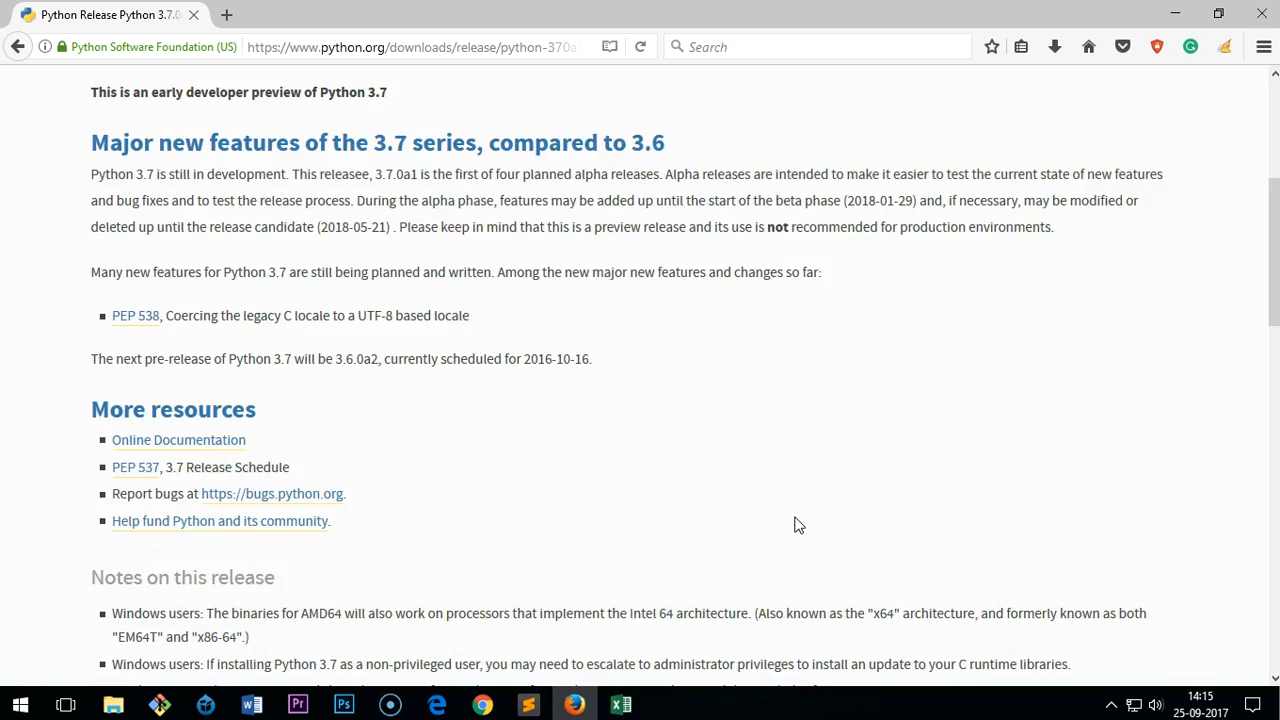 Python Release Python 3.7.0
Python Software Foundation (US)
https://www.python.org/downloads/release/python-370a1
Search
This is an early developer preview of Python 3.7
Major new features of the 3.7 series, compared to 3.6
Python 3.7 is still in development. This releasee, 3.7.0a1 is the first of four planned alpha releases. Alpha releases are intended to make it easier to test the current state of new features
and bug fixes and to test the release process. During the alpha phase, features may be added up until the start of the beta phase (2018-01-29) and, if necessary, may be modified or
deleted up until the release candidate (2018-05-21) . Please keep in mind that this is a preview release and its use is not recommended for production environments.
Many new features for Python 3.7 are still being planned and written. Among the new major new features and changes so far:
PEP 538, Coercing the legacy C locale to a UTF-8 based locale
The next pre-release of Python 3.7 will be 3.6.0a2, currently scheduled for 2016-10-16.
More resources
Online Documentation
PEP 537, 3.7 Release Schedule
Report bugs at https://bugs.python.org.
Help fund Python and its community.
Notes on this release
Windows users: The binaries for AMD64 will also work on processors that implement the Intel 64 architecture. (Also known as the "x64" architecture, and formerly known as both
"EM64T" and "x86-64".)
Windows users: If installing Python 3.7 as a non-privileged user, you may need to escalate to administrator privileges to install an update to your C runtime libraries.
14:15
25-09-2017